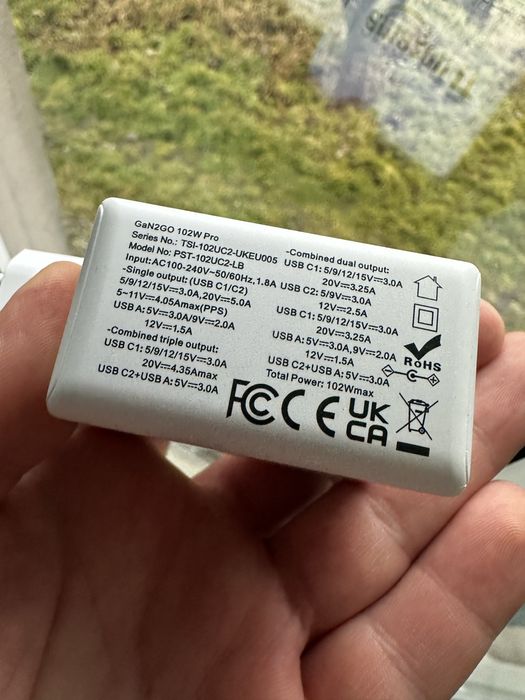 GaN2GO 102W Pro
Series No.: TSI-102UC2-UKEU005
Model No: PST-102UC2-LB
Input: AC100-240V~50/60Hz, 1.8A
-Single output: (USB C1/C2)
5/9/12/15V⎓3.0A,20V⎓5.0A
5~11V⎓4.05Amax(PPS)
USB A: 5V⎓3.0A/9V⎓2.0A
12V⎓1.5A
-Combined triple output:
USB C1: 5/9/12/15V⎓3.0A
20V⎓4.35Amax
USB C2+USB A: 5V⎓3.0A
-Combined dual output:
USB C1: 5/9/12/15V⎓3.0A
20V⎓3.25A
USB C2: 5/9V⎓3.0A
12V⎓2.5A
USB C1: 5/9/12/15V⎓3.0A
20V⎓3.25A
USB A: 5V⎓3.0A,9V⎓2.0A
12V⎓1.5A
USB C2+USB A: 5V⎓3.0A
Total Power: 102Wmax
RoHS
FC CE UK
CA